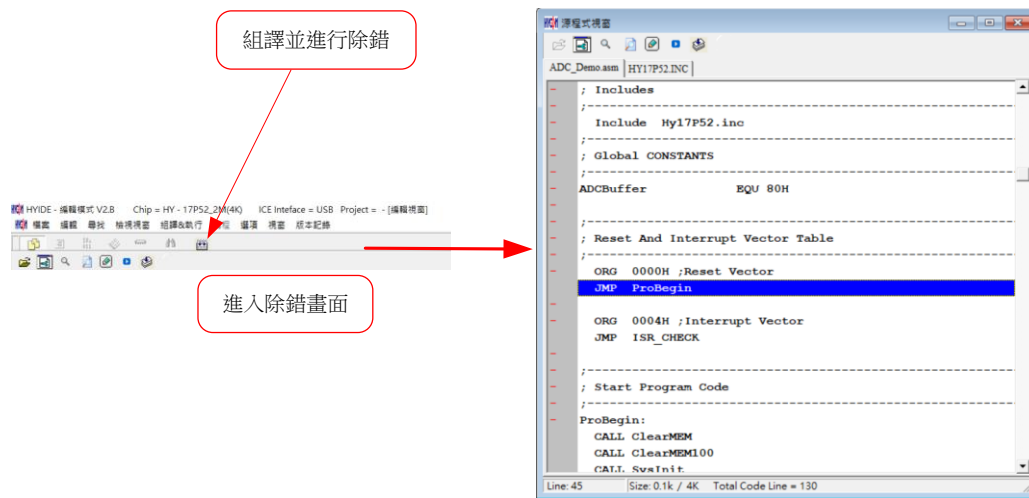 組譯並進行除錯
HYIDE - 編輯模式 V2.B Chip = HY - 17P52_2M(4K) ICE Inteface = USB Project = - [編輯視窗]
檔案 編輯 尋找 檢視視窗 組譯&執行 程 選項 視窗 版本記錄
進入除錯畫面
源程式視窗
ADC_Demo.asm HY17P52.INC
; Includes
;------------------------------------------------------------
Include Hy17P52.inc
;------------------------------------------------------------
; Global CONSTANTS
;------------------------------------------------------------
ADCBuffer EQU 80H
;------------------------------------------------------------
; Reset And Interrupt Vector Table
;------------------------------------------------------------
ORG 0000H ;Reset Vector
JMP ProBegin
ORG 0004H ;Interrupt Vector
JMP ISR_CHECK
;------------------------------------------------------------
; Start Program Code
;------------------------------------------------------------
ProBegin:
CALL ClearMEM
CALL ClearMEM100
CALL SysInit
Line: 45 Size: 0.1k / 4K Total Code Line = 130